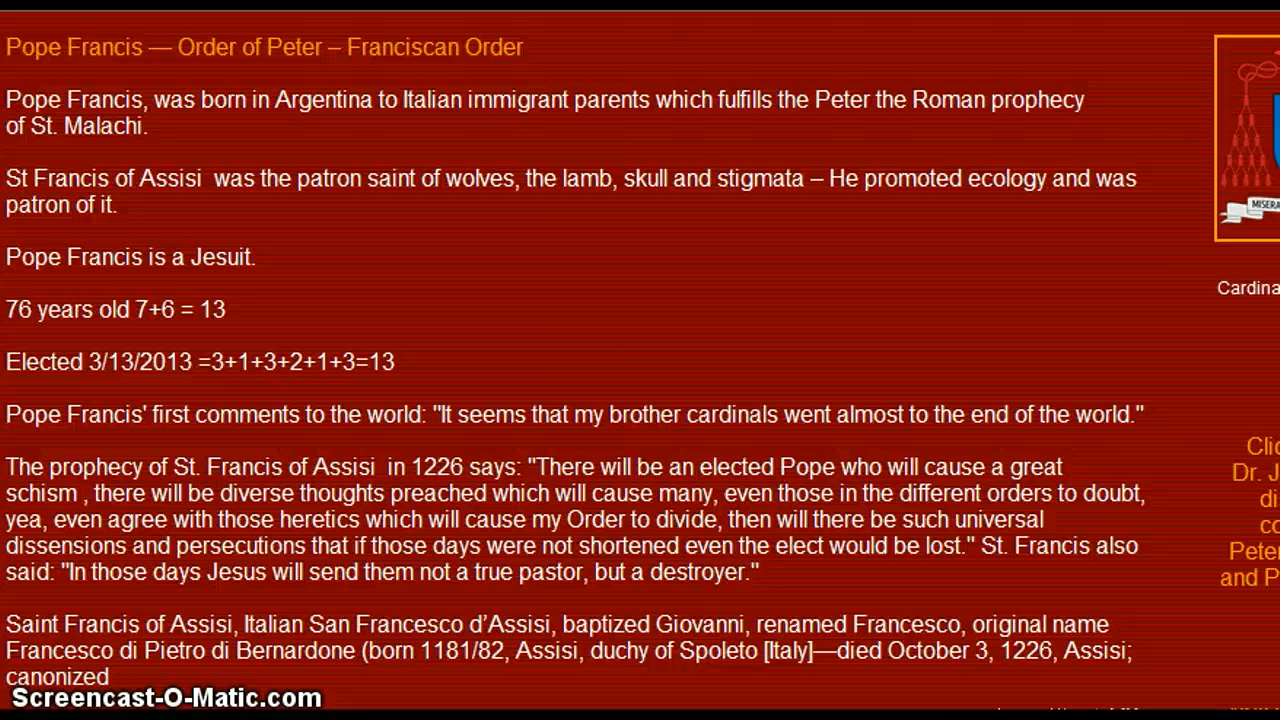 Pope Francis — Order of Peter – Franciscan Order
Pope Francis, was born in Argentina to Italian immigrant parents which fulfills the Peter the Roman prophecy
of St. Malachi.
St Francis of Assisi  was the patron saint of wolves, the lamb, skull and stigmata – He promoted ecology and was
patron of it.
Pope Francis is a Jesuit.
76 years old 7+6 = 13
Elected 3/13/2013 =3+1+3+2+1+3=13
Pope Francis' first comments to the world: "It seems that my brother cardinals went almost to the end of the world."
The prophecy of St. Francis of Assisi  in 1226 says: "There will be an elected Pope who will cause a great
schism , there will be diverse thoughts preached which will cause many, even those in the different orders to doubt,
yea, even agree with those heretics which will cause my Order to divide, then will there be such universal
dissensions and persecutions that if those days were not shortened even the elect would be lost." St. Francis also
said: "In those days Jesus will send them not a true pastor, but a destroyer."
Saint Francis of Assisi, Italian San Francesco d'Assisi, baptized Giovanni, renamed Francesco, original name
Francesco di Pietro di Bernardone (born 1181/82, Assisi, duchy of Spoleto [Italy]—died October 3, 1226, Assisi;
canonized
Screencast-O-Matic.com
MISERA
Cardina
Clic
Dr. J
di
co
Peter
and P